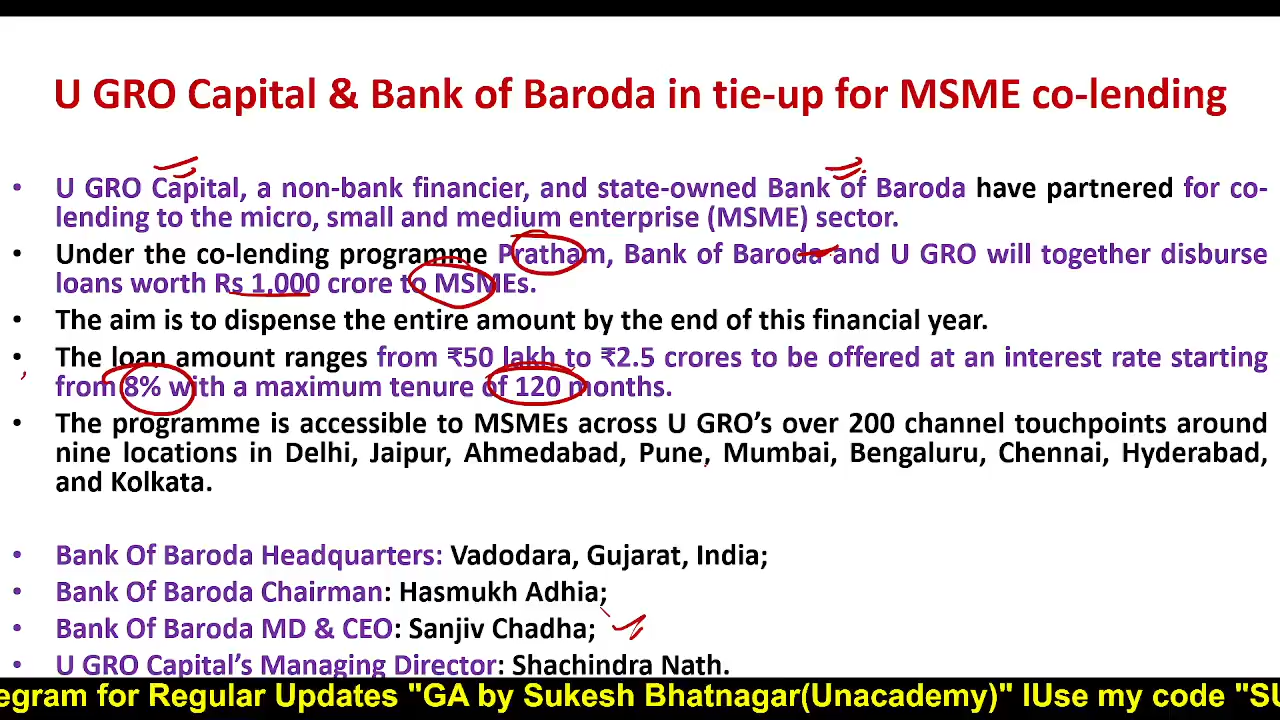 U GRO Capital & Bank of Baroda in tie-up for MSME co-lending
• U GRO Capital, a non-bank financier, and state-owned Bank of Baroda have partnered for co-
lending to the micro, small and medium enterprise (MSME) sector.
• Under the co-lending programme Pratham, Bank of Baroda and U GRO will together disburse
loans worth Rs 1,000 crore to MSMEs.
• The aim is to dispense the entire amount by the end of this financial year.
• The loan amount ranges from ₹50 lakh to ₹2.5 crores to be offered at an interest rate starting
from 8% with a maximum tenure of 120 months.
• The programme is accessible to MSMEs across U GRO’s over 200 channel touchpoints around
nine locations in Delhi, Jaipur, Ahmedabad, Pune, Mumbai, Bengaluru, Chennai, Hyderabad,
and Kolkata.
• Bank Of Baroda Headquarters: Vadodara, Gujarat, India;
• Bank Of Baroda Chairman: Hasmukh Adhia;
• Bank Of Baroda MD & CEO: Sanjiv Chadha;
• U GRO Capital’s Managing Director: Shachindra Nath.
egram for Regular Updates "GA by Sukesh Bhatnagar(Unacademy)" IUse my code "SU